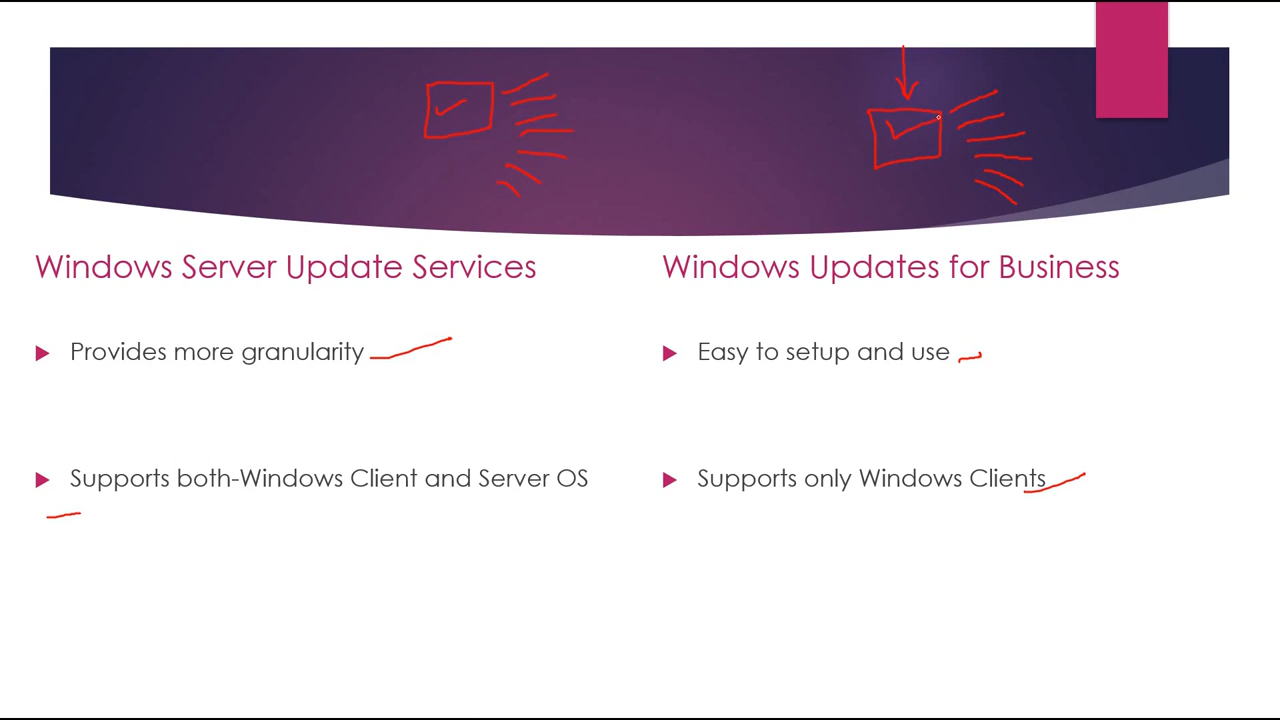 Windows Server Update Services
Provides more granularity
Supports both-Windows Client and Server OS
Windows Updates for Business
Easy to setup and use
Supports only Windows Clients